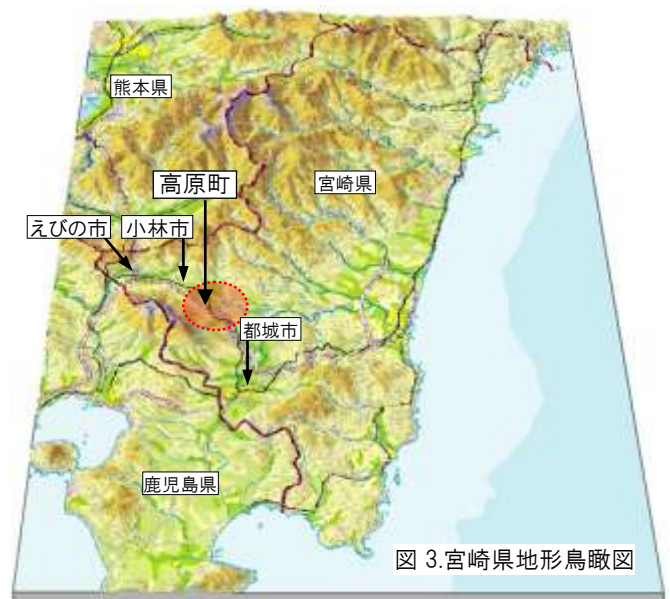 熊本県
高原町
宮崎県
えびの市
小林市
都城市
鹿児島県
図 3.宮崎県地形鳥瞰図